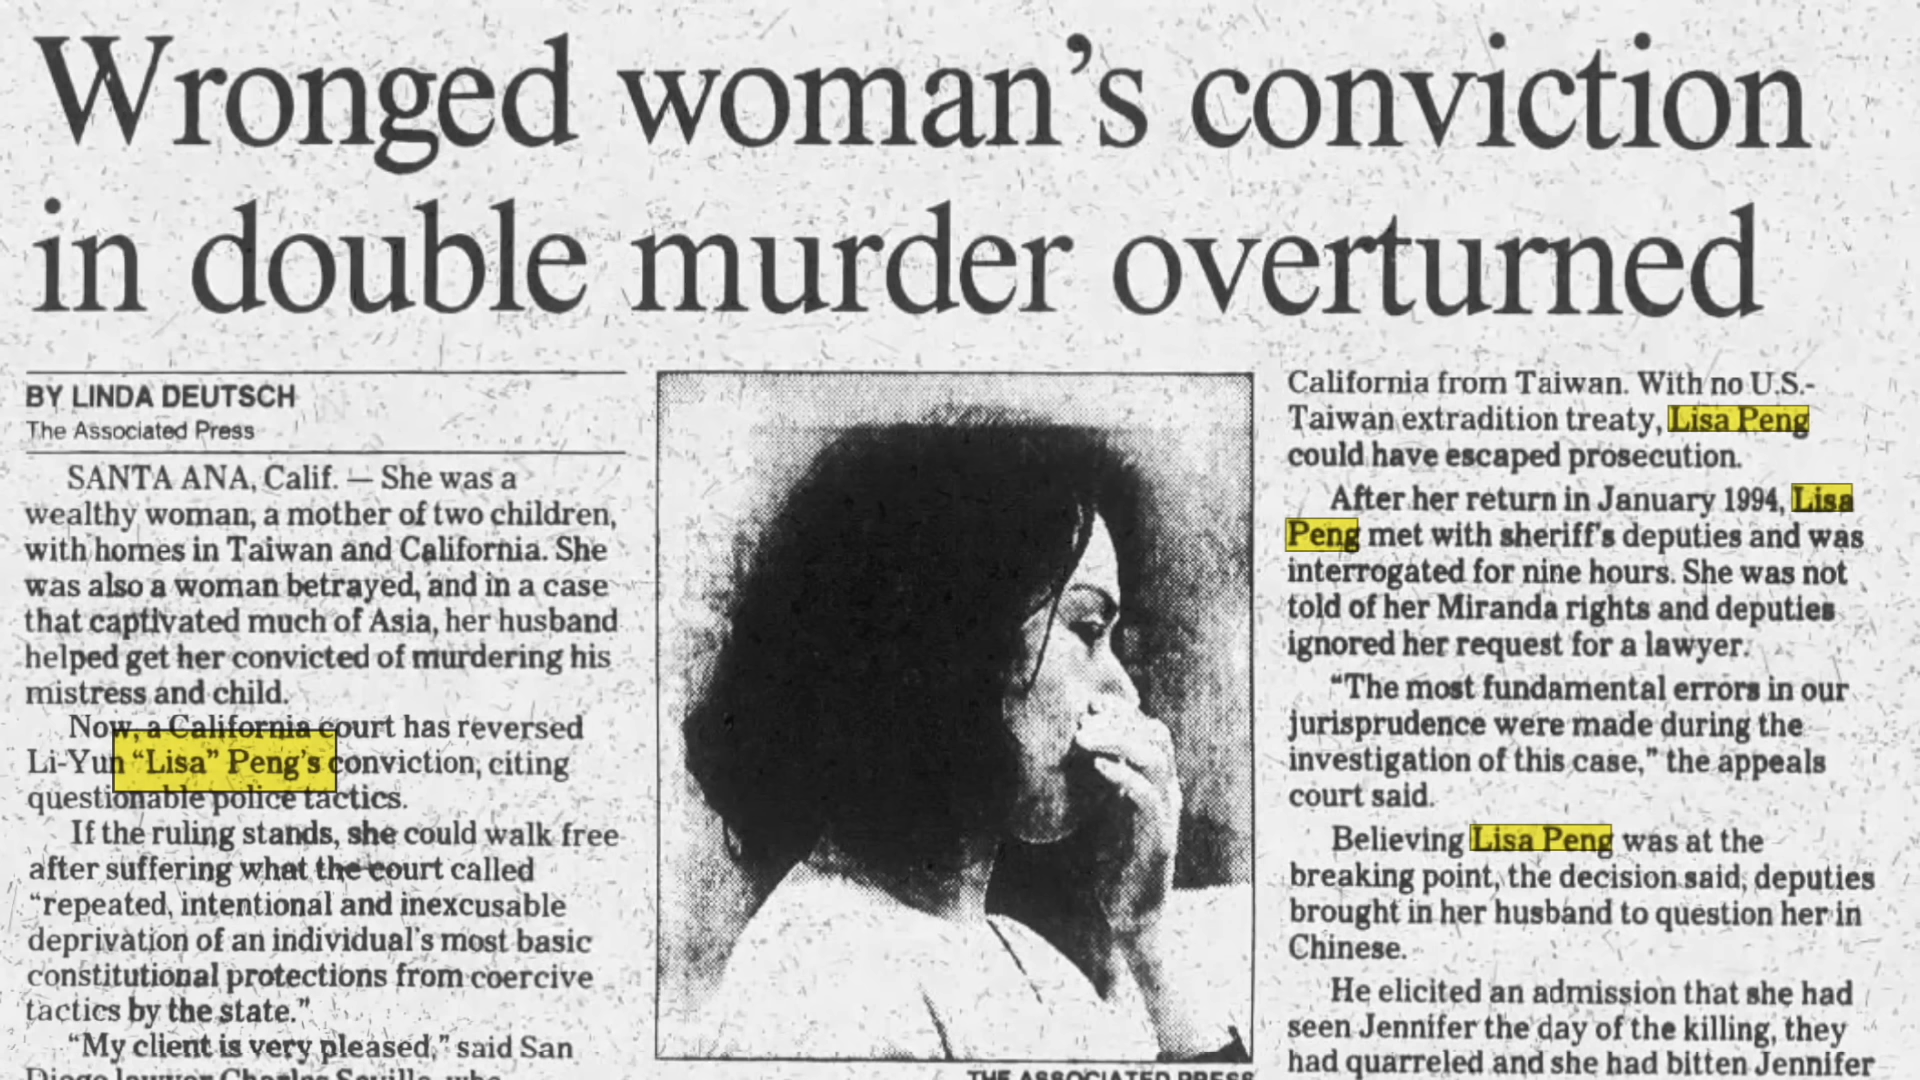 Wronged woman's conviction
in double murder overturned
BY LINDA DEUTSCH
The Associated Press
SANTA ANA, Calif. — She was a
wealthy woman, a mother of two children,
with homes in Taiwan and California. She
was also a woman betrayed, and in a case
that captivated much of Asia, her husband
helped get her convicted of murdering his
mistress and child.
Now, a California court has reversed
Li-Yun “Lisa” Peng's conviction, citing
questionable police tactics.
If the ruling stands, she could walk free
after suffering what the court called
“repeated, intentional and inexcusable
deprivation of an individual's most basic
constitutional protections from coercive
tactics by the state.”
“My client is very pleased,” said San
Diego lawyer Charles Sevilla, who
THE ASSOCIATED PRESS
California from Taiwan. With no U.S.-
Taiwan extradition treaty, Lisa Peng
could have escaped prosecution.
After her return in January 1994, Lisa
Peng met with sheriff's deputies and was
interrogated for nine hours. She was not
told of her Miranda rights and deputies
ignored her request for a lawyer.
“The most fundamental errors in our
jurisprudence were made during the
investigation of this case,” the appeals
court said.
Believing Lisa Peng was at the
breaking point, the decision said, deputies
brought in her husband to question her in
Chinese.
He elicited an admission that she had
seen Jennifer the day of the killing, they
had quarreled and she had bitten Jennifer